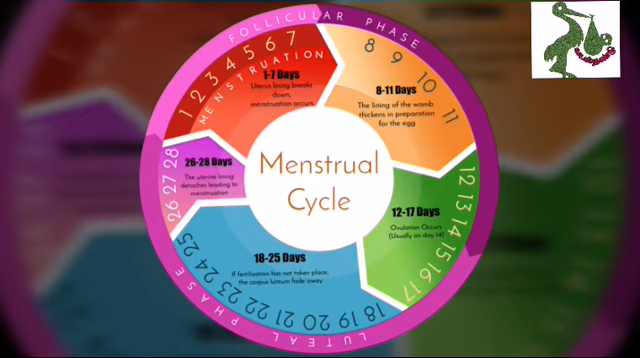 FOLLICULAR PHASE
1 2 3 4 5 6 7
MENSTRUATION
1-7 Days
Uterus lining breaks
down,
menstruation occurs
8 9 10 11
8-11 Days
The lining of the womb
thickens in preparation
for the egg
12 13 14 15 16 17
12-17 Days
Ovulation Occurs
(Usually on day 14)
18 19 20 21 22 23 24 25
18-25 Days
If fertilisation has not taken place,
the corpus luteum fade away
LUTEAL PHASE
26 27 28
26-28 Days
The uterine lining
detaches leading to
menstruation
Menstrual
Cycle